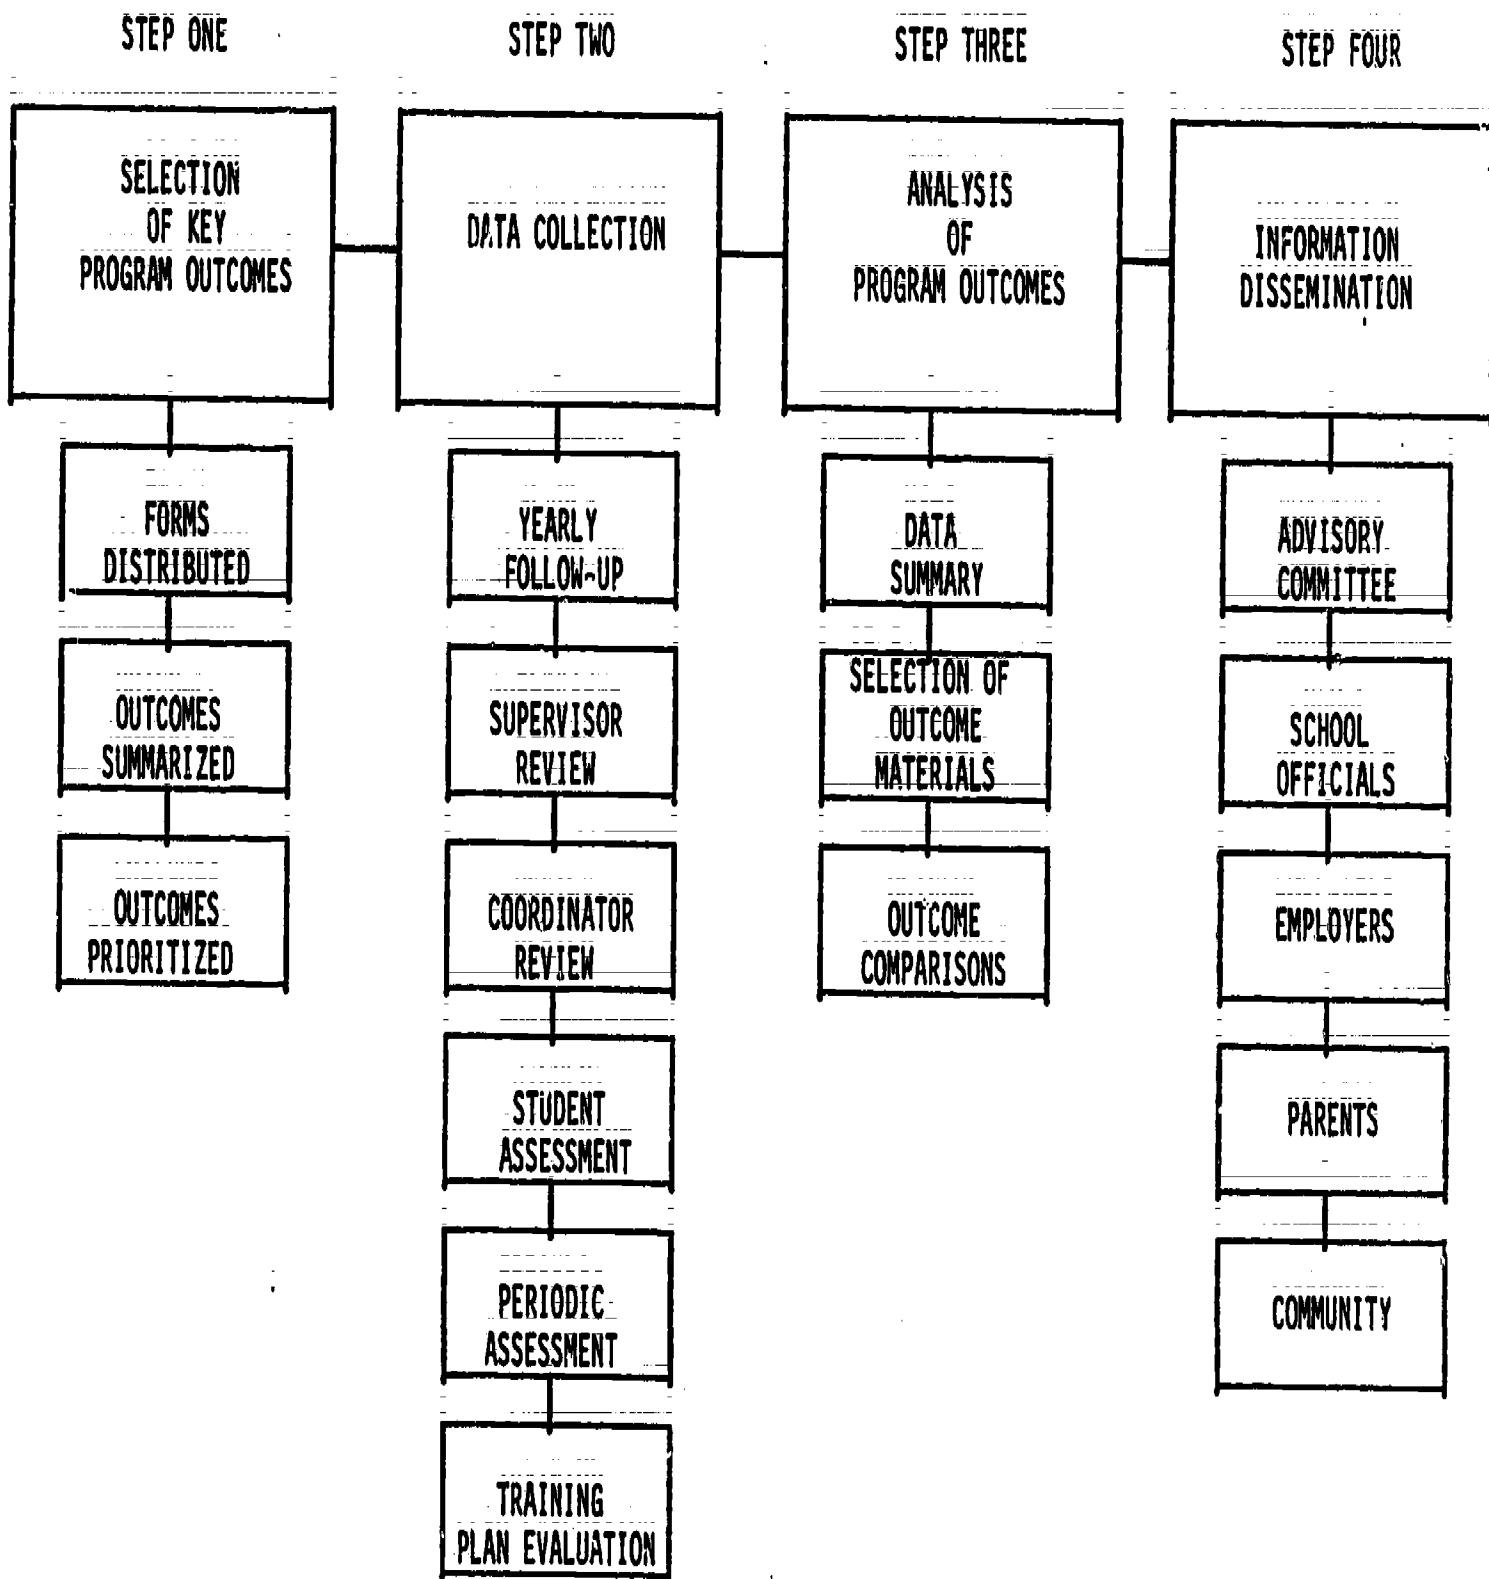 STEP ONE
SELECTION
OF KEY
PROGRAM OUTCOMES
FORMS
DISTRIBUTED
OUTCOMES
SUMMARIZED
OUTCOMES
PRIORITIZED
STEP TWO
DATA COLLECTION
YEARLY
FOLLOW-UP
SUPERVISOR
REVIEW
COORDINATOR
REVIEW
STUDENT
ASSESSMENT
PERIODIC
ASSESSMENT
TRAINING
PLAN EVALUATION
STEP THREE
ANALYSIS
OF
PROGRAM OUTCOMES
DATA
SUMMARY
SELECTION OF
OUTCOME
MATERIALS
OUTCOME
COMPARISONS
STEP FOUR
INFORMATION
DISSEMINATION
ADVISORY
COMMITTEE
SCHOOL
OFFICIALS
EMPLOYERS
PARENTS
COMMUNITY